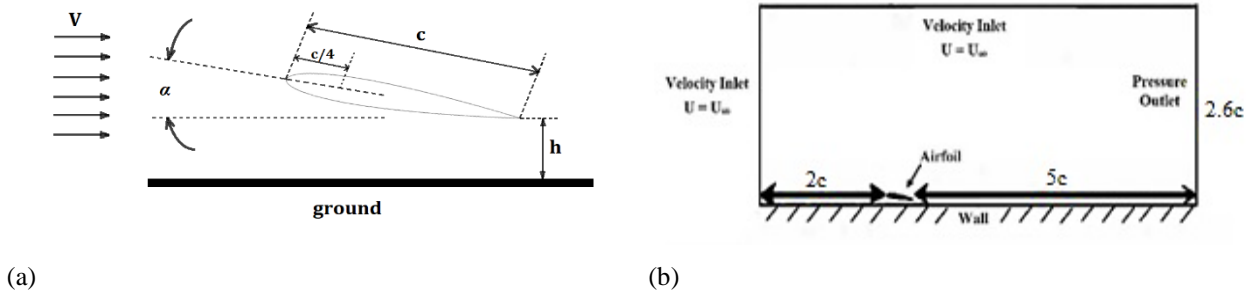 V
c
c/4
α
h
ground
(a)
Velocity Inlet
U = U∞
Velocity Inlet
U = U∞
Pressure
Outlet
2.6c
Airfoil
2c
5c
Wall
(b)